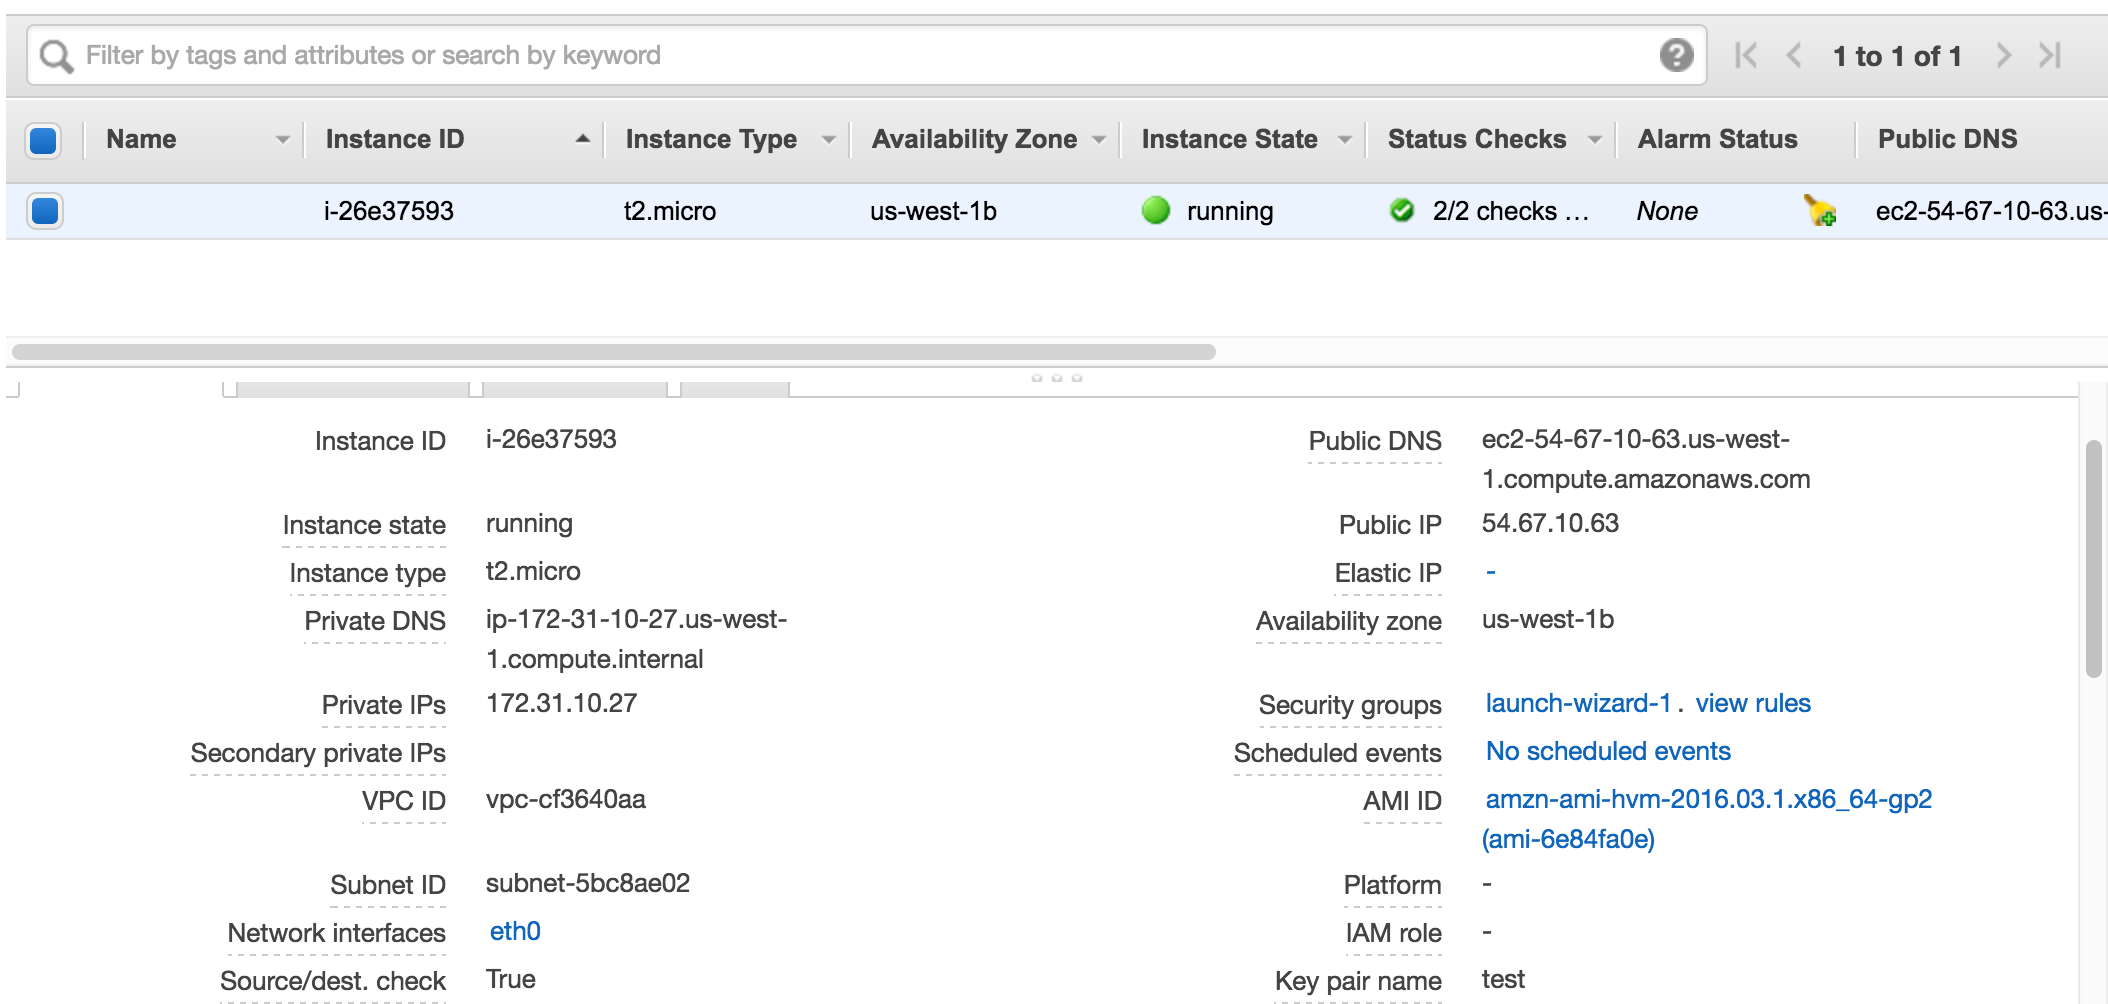 Filter by tags and attributes or search by keyword
1 to 1 of 1
Name Instance ID Instance Type Availability Zone Instance State Status Checks Alarm Status Public DNS
i-26e37593 t2.micro us-west-1b running 2/2 checks ... None ec2-54-67-10-63.us-
Instance ID i-26e37593
Public DNS ec2-54-67-10-63.us-west-
1.compute.amazonaws.com
Instance state running
Public IP 54.67.10.63
Instance type t2.micro
Elastic IP -
Private DNS ip-172-31-10-27.us-west-
1.compute.internal
Availability zone us-west-1b
Private IPs 172.31.10.27
Security groups launch-wizard-1. view rules
Secondary private IPs
Scheduled events No scheduled events
VPC ID vpc-cf3640aa
AMI ID amzn-ami-hvm-2016.03.1.x86_64-gp2
(ami-6e84fa0e)
Subnet ID subnet-5bc8ae02
Platform -
Network interfaces eth0
IAM role -
Source/dest. check True
Key pair name test